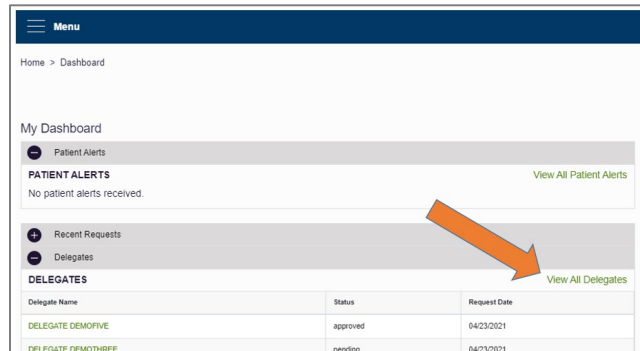 Menu
Home > Dashboard
My Dashboard
Patient Alerts
PATIENT ALERTS View All Patient Alerts
No patient alerts received.
Recent Requests
Delegates
DELEGATES View All Delegates
Delegate Name Status Request Date
DELEGATE DEMOFIVE approved 04/23/2021
DELEGATE DEMOTHREE pending 04/23/2021